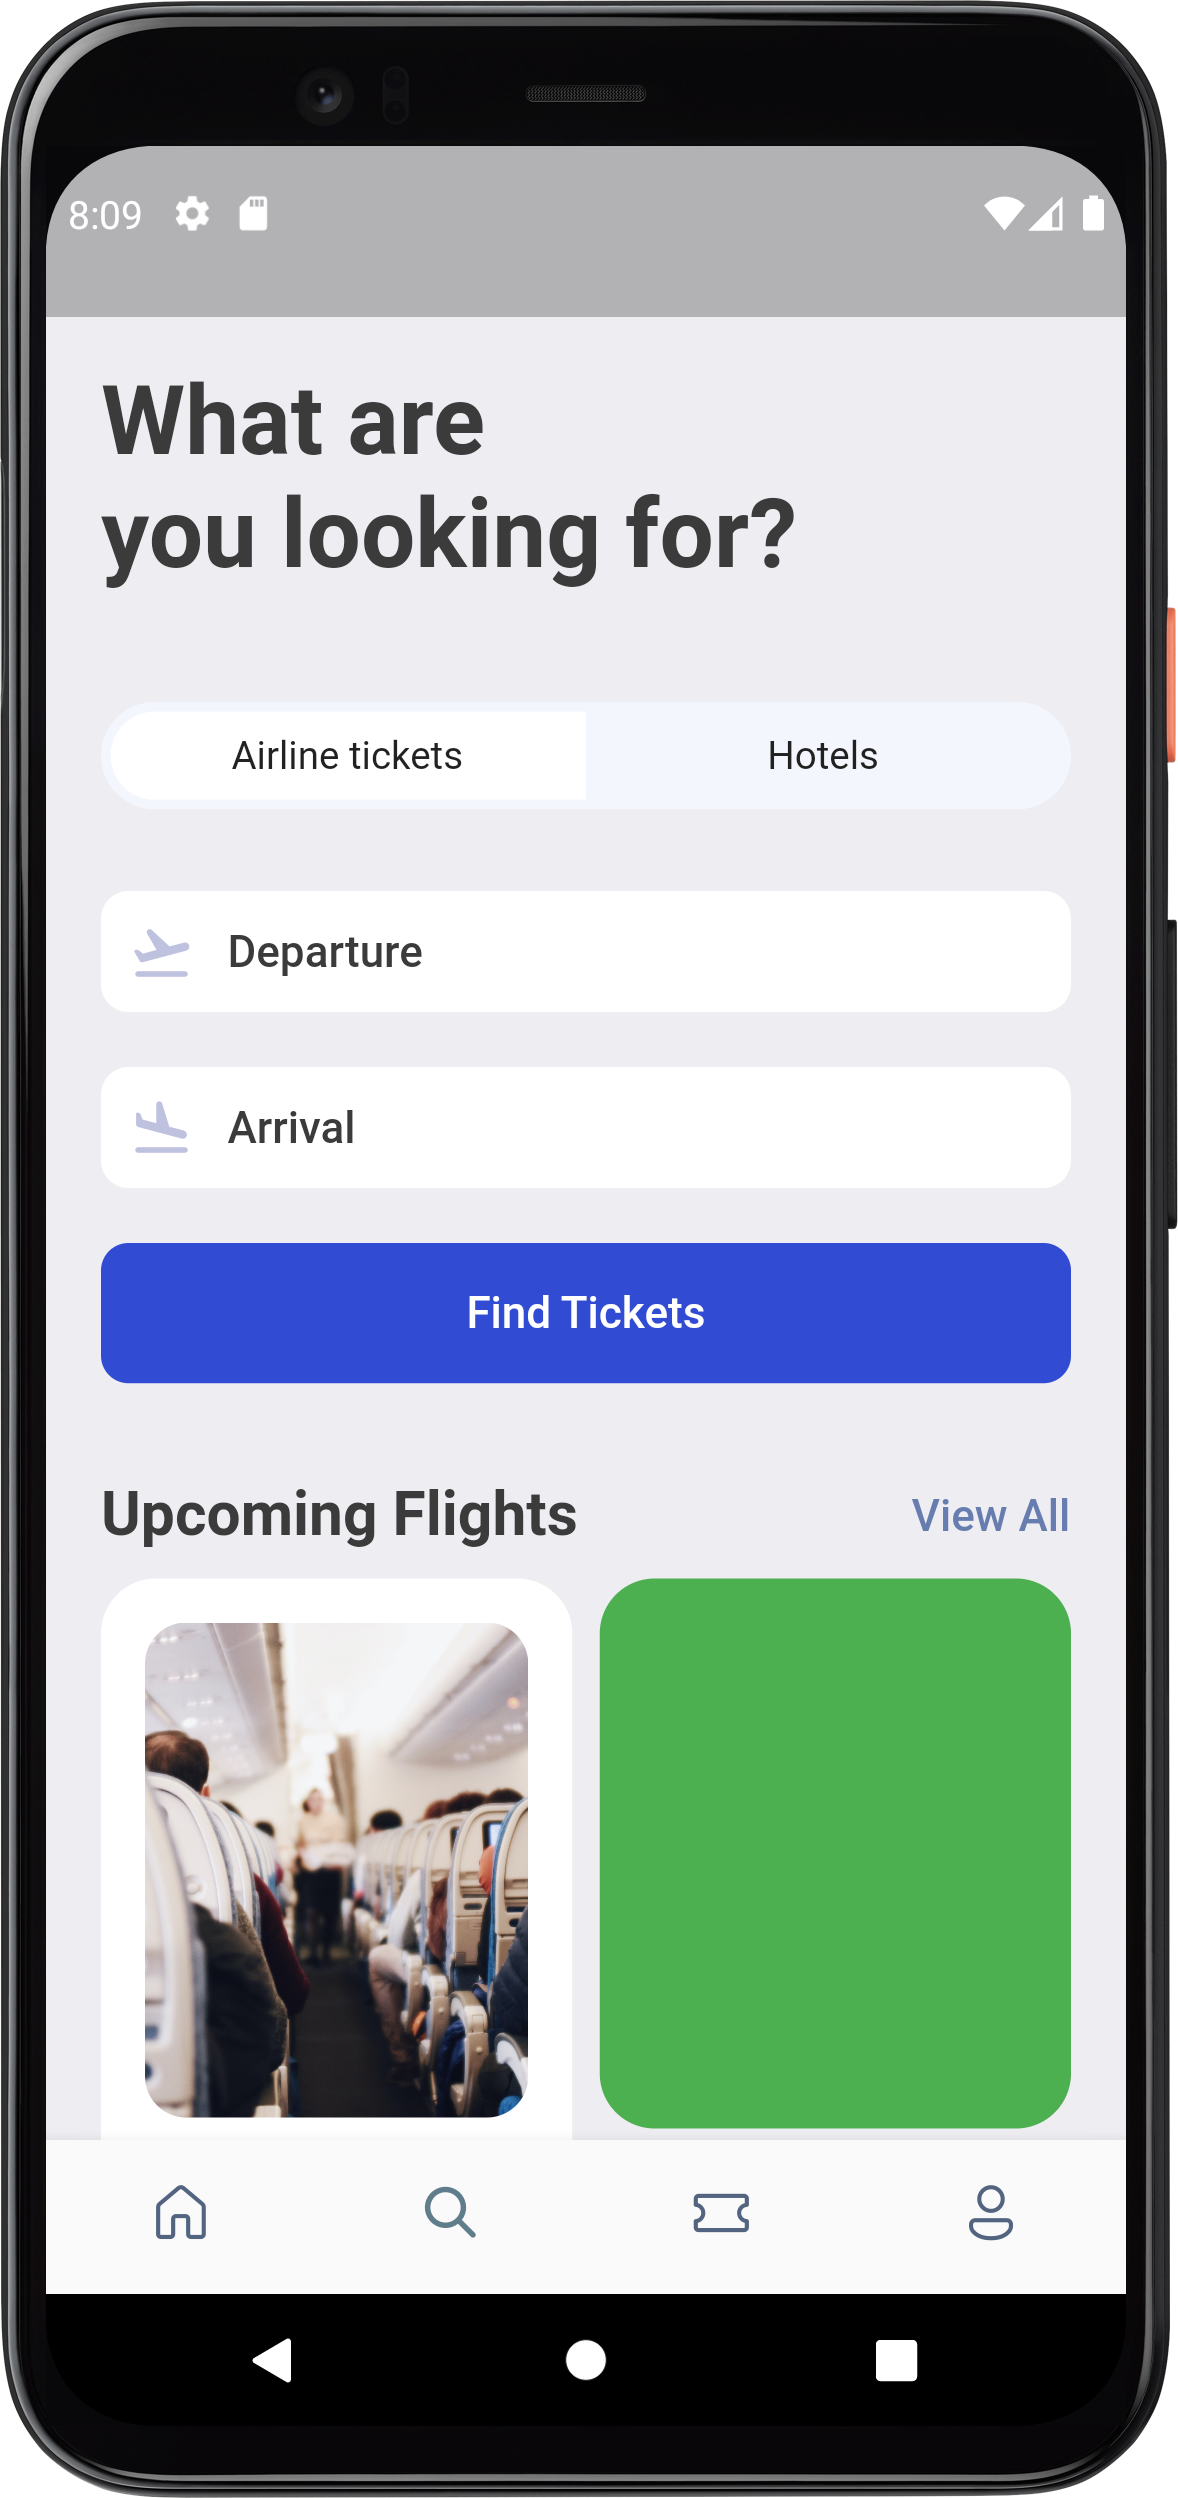 8:09
What are
you looking for?
Airline tickets
Hotels
Departure
Arrival
Find Tickets
Upcoming Flights
View All